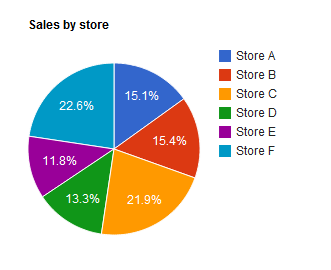 Sales by store
Store A
Store B
Store C
Store D
Store E
Store F
15.1%
15.4%
21.9%
13.3%
11.8%
22.6%